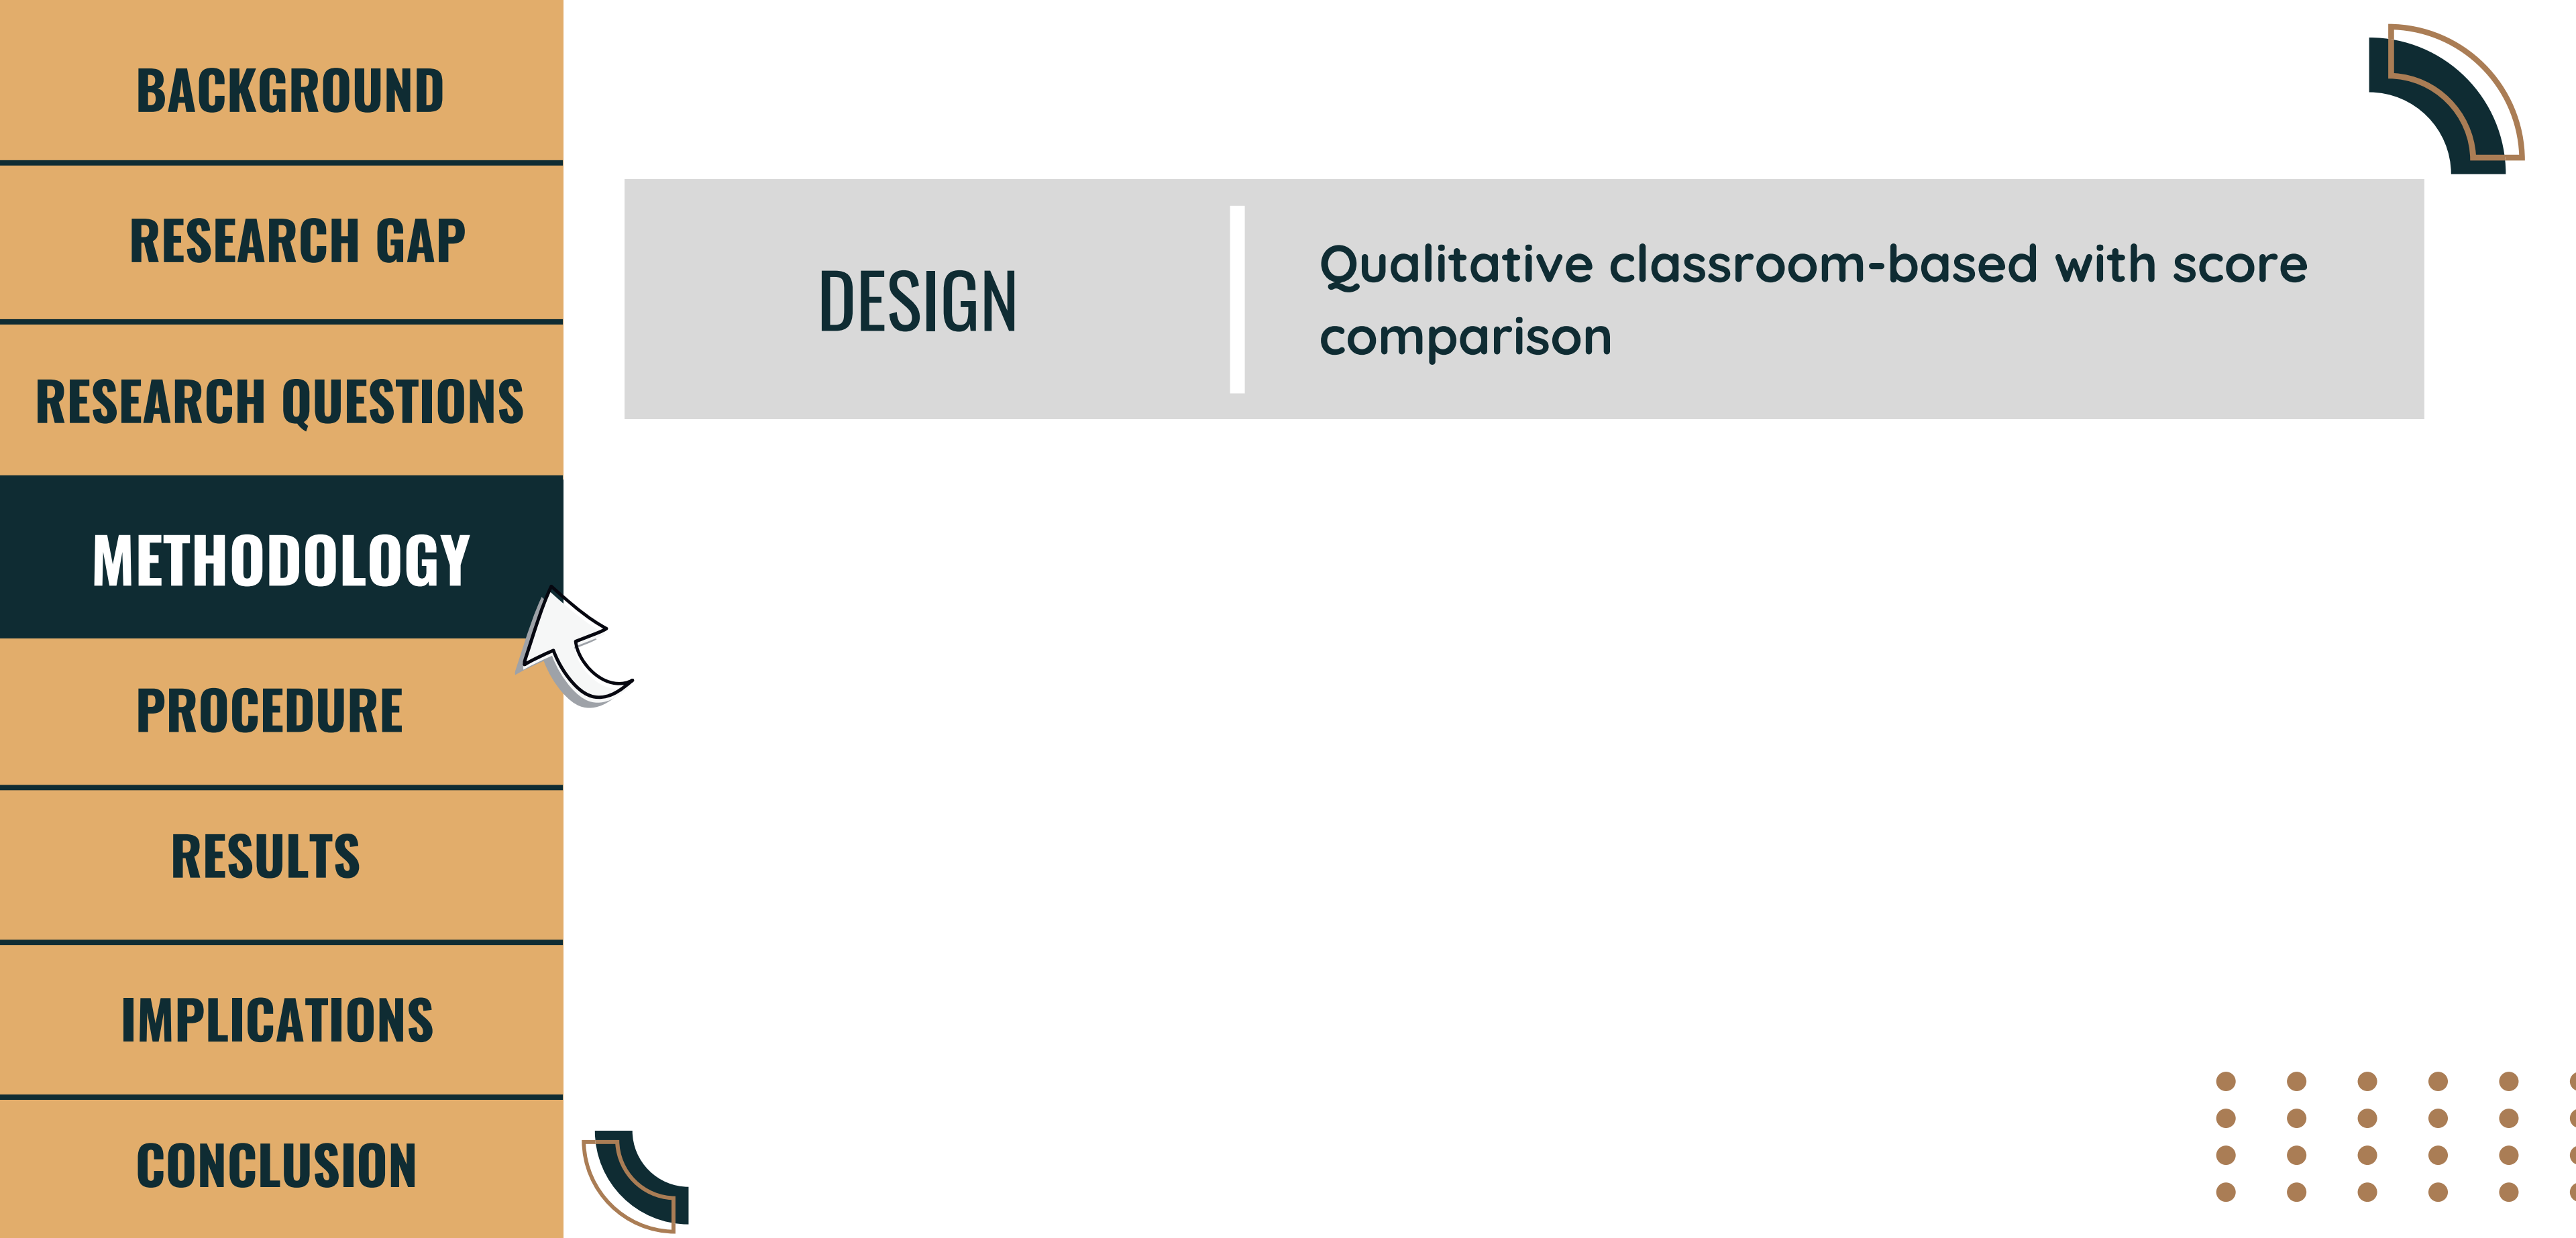 BACKGROUND
RESEARCH GAP
RESEARCH QUESTIONS
METHODOLOGY
PROCEDURE
RESULTS
IMPLICATIONS
CONCLUSION
DESIGN
Qualitative classroom-based with score
comparison